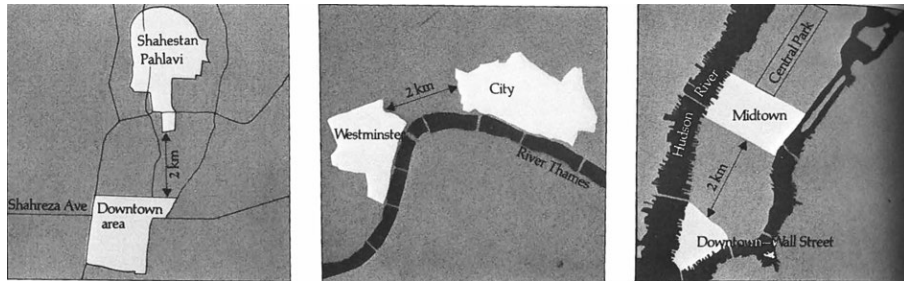 Shahestan
Pahlavi
2 km
Shahreza Ave
Downtown
area
2 km
City
Westminster
River Thames
Central Park
Hudson River
Midtown
2 km
Downtown-Wall Street